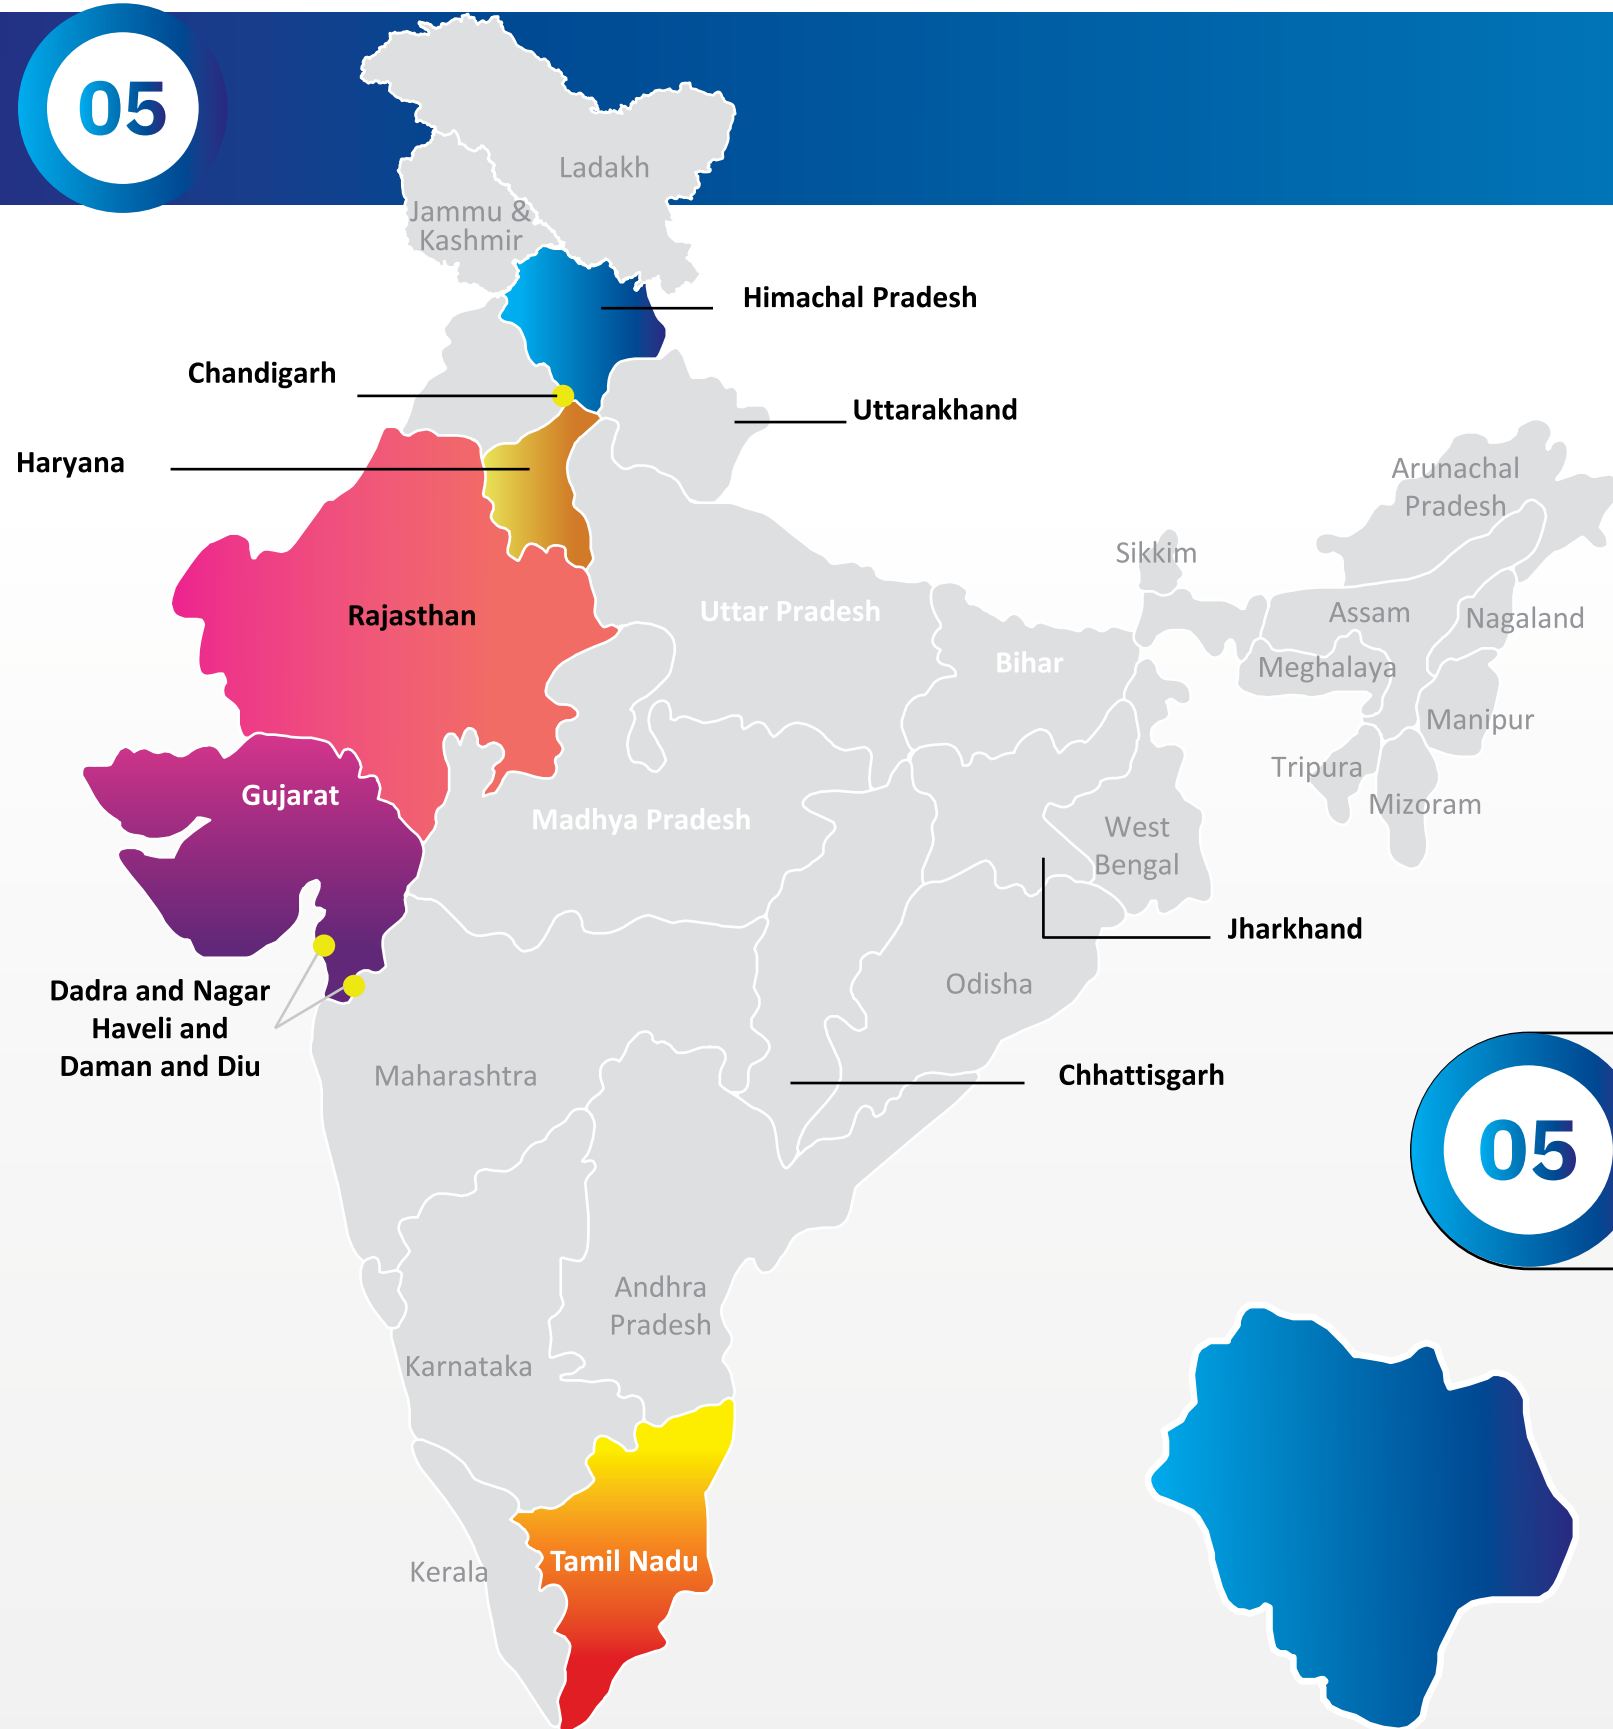 05
Ladakh
Jammu &
Kashmir
Himachal Pradesh
Chandigarh
Uttarakhand
Haryana
Arunachal
Pradesh
Sikkim
Rajasthan
Uttar Pradesh
Assam
Nagaland
Bihar
Meghalaya
Manipur
Gujarat
Tripura
Mizoram
Madhya Pradesh
West
Bengal
Jharkhand
Dadra and Nagar
Haveli and
Daman and Diu
Odisha
Maharashtra
Chhattisgarh
05
Andhra
Pradesh
Karnataka
Tamil Nadu
Kerala